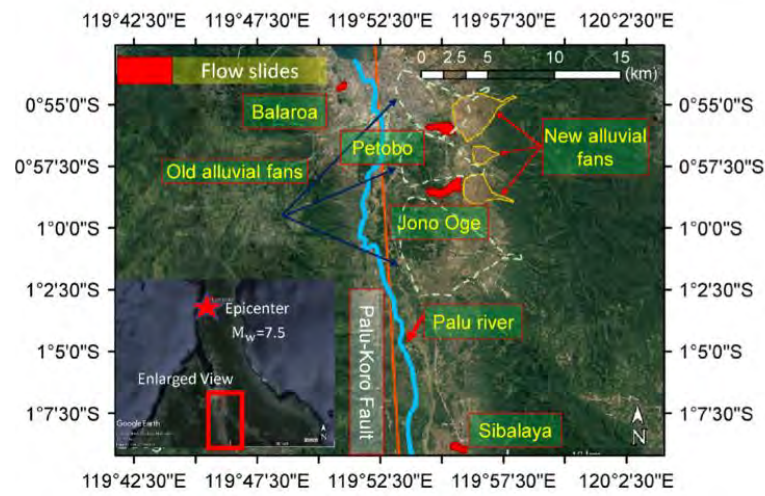 119°42'30"E 119°47'30"E 119°52'30"E 119°57'30"E 120°2'30"E
Flow slides
0 2.5 5 10 15
(km)
0°55'0"S
0°55'0"S
Balaroa
Petobo
New alluvial
fans
0°57'30"S
0°57'30"S
Old alluvial fans
Jono Oge
1°0'0"S
1°0'0"S
1°2'30"S
1°2'30"S
Epicenter
Mw=7.5
Palu river
Palu-Koro Fault
1°5'0"S
1°5'0"S
Enlarged View
1°7'30"S
1°7'30"S
Google Earth
N
Sibalaya
N
119°42'30"E 119°47'30"E 119°52'30"E 119°57'30"E 120°2'30"E